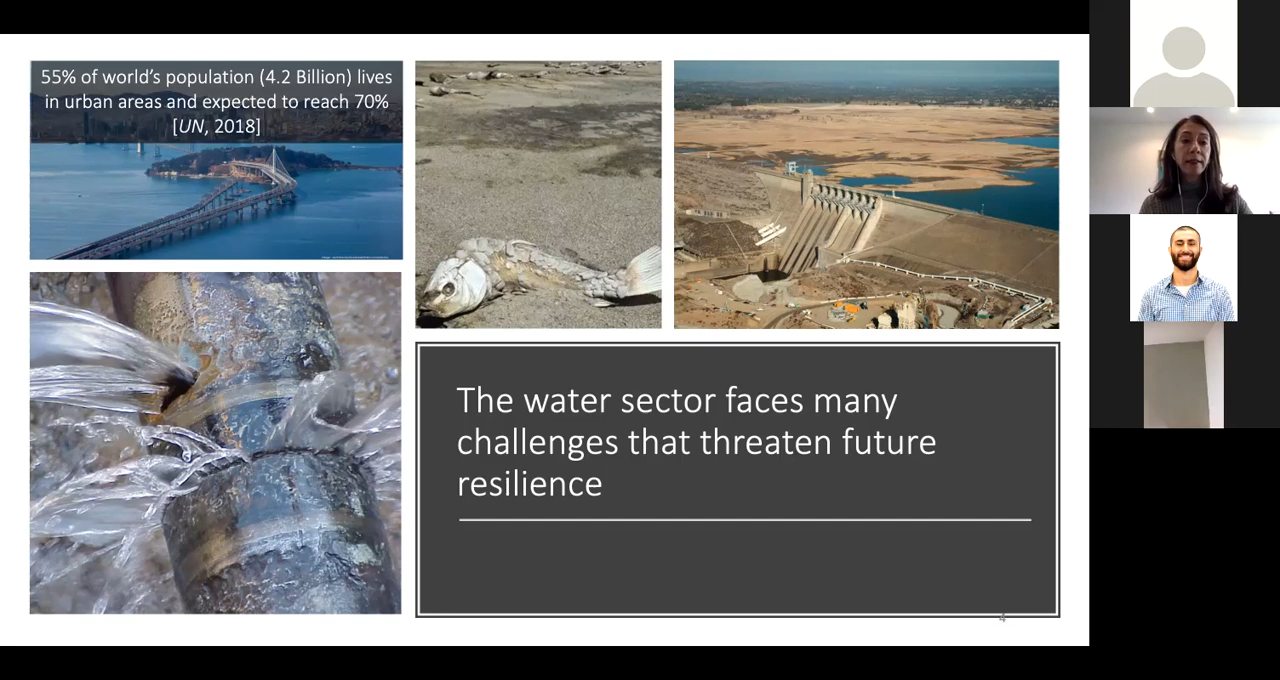 55% of world's population (4.2 Billion) lives
in urban areas and expected to reach 70%
[UN, 2018]
The water sector faces many
challenges that threaten future
resilience
4